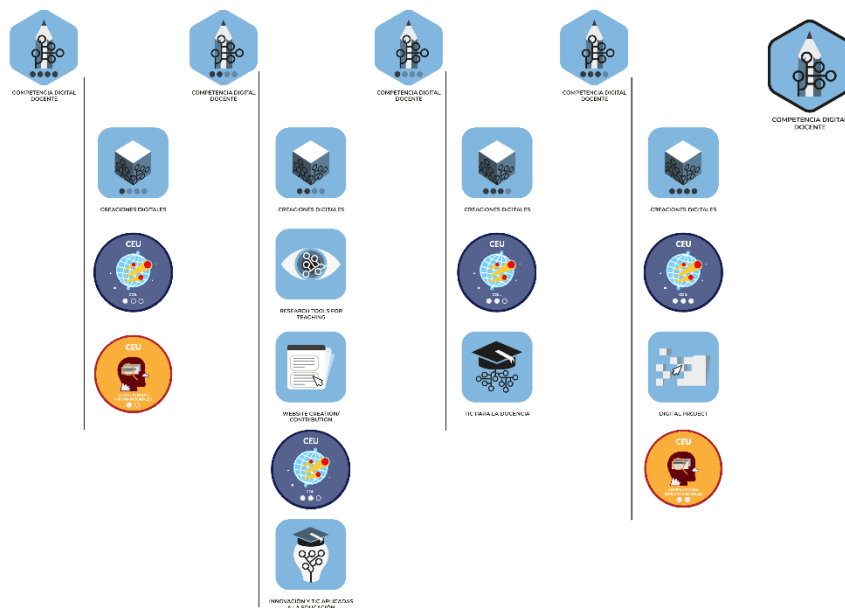 COMPETENCIA DIGITAL
DOCENTE
COMPETENCIA DIGITAL
DOCENTE
COMPETENCIA DIGITAL
DOCENTE
COMPETENCIA DIGITAL
DOCENTE
COMPETENCIA DIGITAL
DOCENTE
CREACIONES DIGITALES
CREACIONES DIGITALES
CREACIONES DIGITALES
CREACIONES DIGITALES
CEU
RESEARCH TOOLS FOR
TEACHING
CEU
CEU
CEU
WEBSITE CREATION/
CONTRIBUTION
TIC PARA LA DOCENCIA
DIGITAL PROJECT
CEU
CEU
INNOVACIÓN Y TIC APLICADAS
A LA EDUCACIÓN